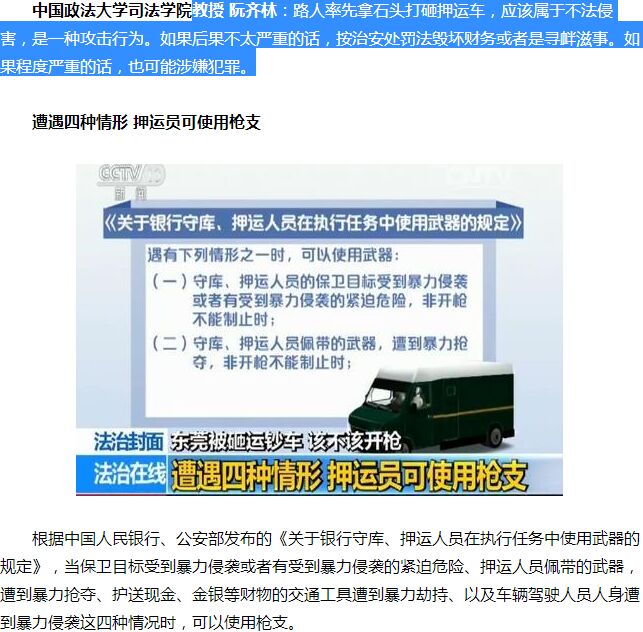 中国政法大学司法学院教授 阮齐林：路人率先拿石头打砸押运车，应该属于不法侵
害，是一种攻击行为。如果后果不太严重的话，按治安处罚法毁坏财务或者是寻衅滋事。如
果程度严重的话，也可能涉嫌犯罪。
遭遇四种情形 押运员可使用枪支
CCTV 13
新闻
《关于银行守库、押运人员在执行任务中使用武器的规定》
遇有下列情形之一时，可以使用武器：
（一）守库、押运人员的保卫目标受到暴力侵袭
或者有受到暴力侵袭的紧迫危险，非开枪
不能制止时；
（二）守库、押运人员佩带的武器，遭到暴力抢
夺，非开枪不能制止时；
法治封面 东莞被砸运钞车 该不该开枪
法治在线 遭遇四种情形 押运员可使用枪支
根据中国人民银行、公安部发布的《关于银行守库、押运人员在执行任务中使用武器的
规定》，当保卫目标受到暴力侵袭或者有受到暴力侵袭的紧迫危险、押运人员佩带的武器，
遭到暴力抢夺、护送现金、金银等财物的交通工具遭到暴力劫持、以及车辆驾驶人员人身遭
到暴力侵袭这四种情况时，可以使用枪支。